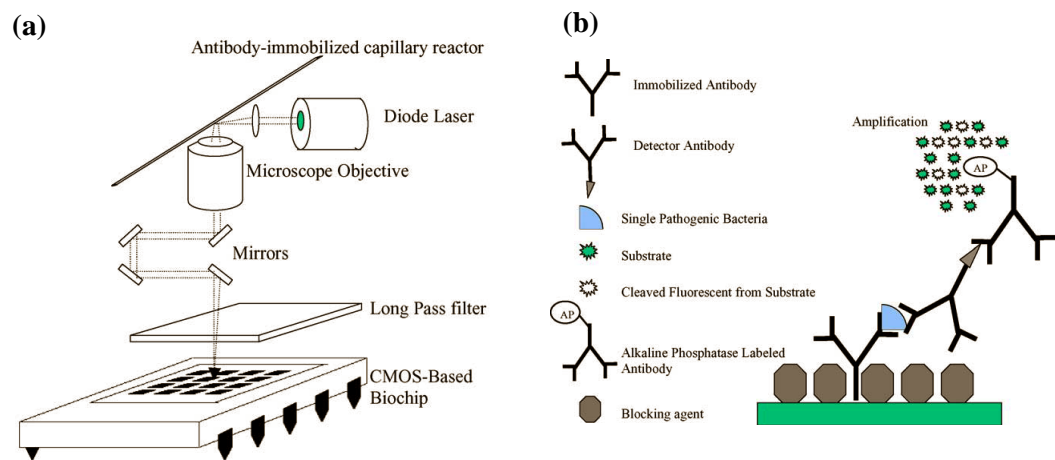 (a)
Antibody-immobilized capillary reactor
Diode Laser
Microscope Objective
Mirrors
Long Pass filter
CMOS-Based
Biochip
(b)
Immobilized Antibody
Detector Antibody
Single Pathogenic Bacteria
Substrate
Cleaved Fluorescent from Substrate
AP
Alkaline Phosphatase Labeled
Antibody
Blocking agent
Amplification
AP